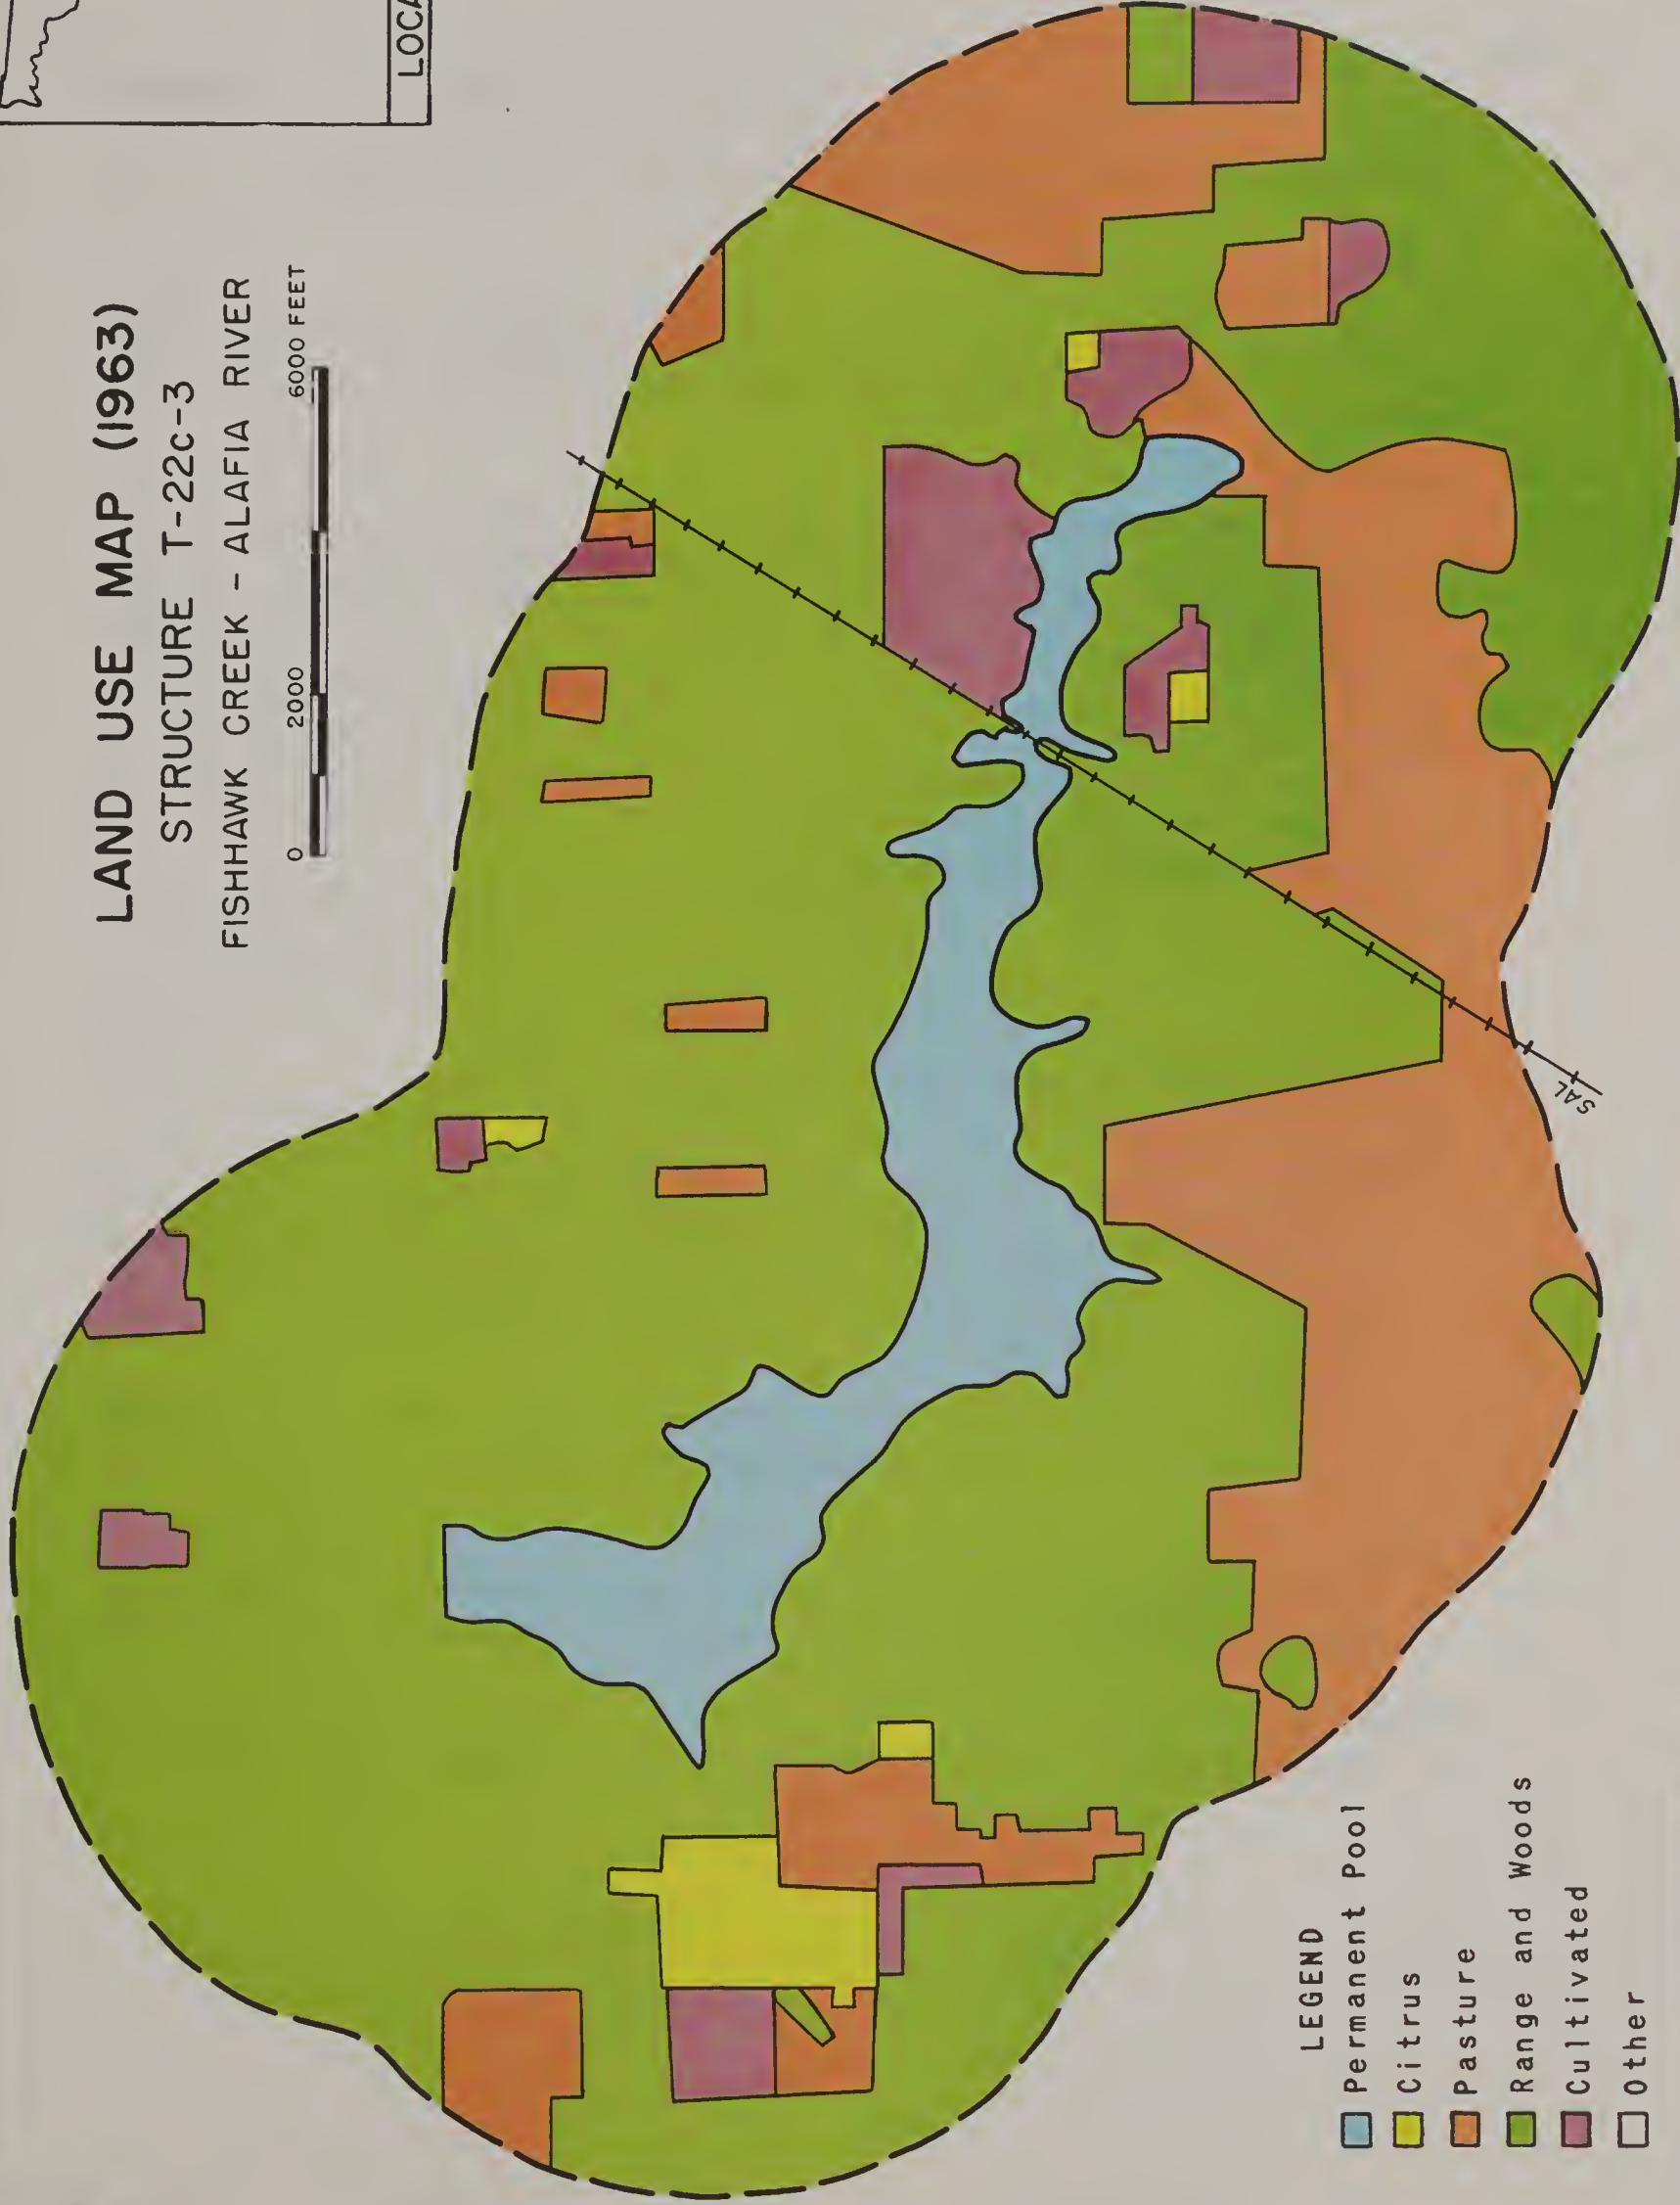 LAND USE MAP (1963)
STRUCTURE T-22c-3
FISHHAWK CREEK - ALAFIA RIVER
0 2000 6000 FEET
LOCA
SAL
LEGEND
Permanent Pool
Citrus
Pasture
Range and Woods
Cultivated
Other